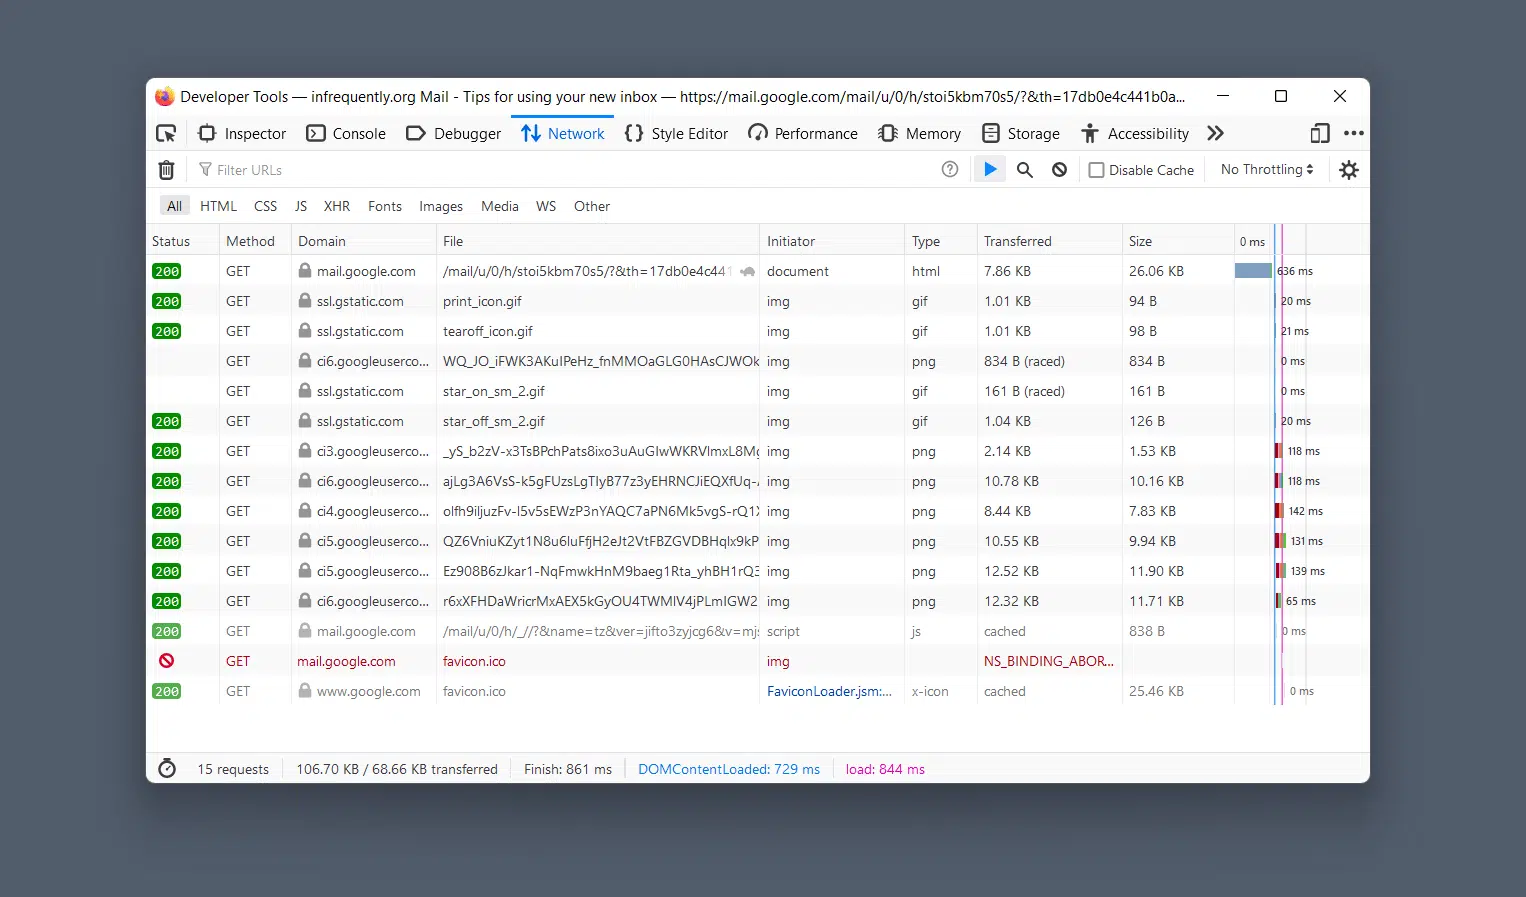 Developer Tools — infrequently.org Mail - Tips for using your new inbox — https://mail.google.com/mail/u/0/h/stoi5kbm70s5/?&th=17db0e4c441b0a...
Inspector Console Debugger Network Style Editor Performance Memory Storage Accessibility
Filter URLs Disable Cache No Throttling
All HTML CSS JS XHR Fonts Images Media WS Other
Status Method Domain File Initiator Type Transferred Size 0 ms
200 GET mail.google.com /mail/u/0/h/stoi5kbm70s5/?&th=17db0e4c441 document html 7.86 KB 26.06 KB 636 ms
200 GET ssl.gstatic.com print_icon.gif img gif 1.01 KB 94 B 20 ms
200 GET ssl.gstatic.com tearoff_icon.gif img gif 1.01 KB 98 B 21 ms
GET ci6.googleuserco... WQ_JO_iFWK3AKuIPeHz_fnMMOaGLG0HAsCJWOk img png 834 B (raced) 834 B 0 ms
GET ssl.gstatic.com star_on_sm_2.gif img gif 161 B (raced) 161 B 0 ms
200 GET ssl.gstatic.com star_off_sm_2.gif img gif 1.04 KB 126 B 20 ms
200 GET ci3.googleuserco... _yS_b2zV-x3TsBPchPats8ixo3uAuGIwWKRVlmxL8Mg img png 2.14 KB 1.53 KB 118 ms
200 GET ci6.googleuserco... ajLg3A6VsS-k5gFUzsLgTIyB77z3yEHRNCJiEQXfUq-A img png 10.78 KB 10.16 KB 118 ms
200 GET ci4.googleuserco... olfh9iljuzFv-I5v5sEWzP3nYAQC7aPN6Mk5vgS-rQ1X img png 8.44 KB 7.83 KB 142 ms
200 GET ci5.googleuserco... QZ6VniuKZyt1N8u6luFfjH2eJt2VtFBZGVDBHqlx9kP img png 10.55 KB 9.94 KB 131 ms
200 GET ci5.googleuserco... Ez908B6zJkar1-NqFmwkHnM9baeg1Rta_yhBH1rQ3 img png 12.52 KB 11.90 KB 139 ms
200 GET ci6.googleuserco... r6xXFHDaWricrMxAEX5kGyOU4TWMlV4jPLmIGW2 img png 12.32 KB 11.71 KB 65 ms
200 GET mail.google.com /mail/u/0/h/_//?&name=tz&ver=jifto3zyjcg6&v=mjs script js cached 838 B 0 ms
GET mail.google.com favicon.ico img NS_BINDING_ABOR...
200 GET www.google.com favicon.ico FaviconLoader.jsm:... x-icon cached 25.46 KB 0 ms
15 requests 106.70 KB / 68.66 KB transferred Finish: 861 ms DOMContentLoaded: 729 ms load: 844 ms